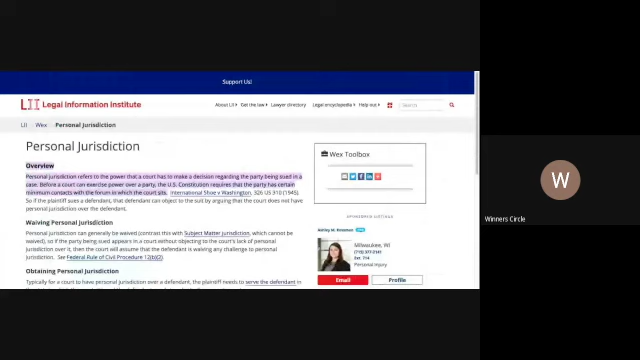 Support Us!
LII Legal Information Institute
About LII Get the law Lawyer directory Legal encyclopedia Help out
Search
LII Wex Personal Jurisdiction
Personal Jurisdiction
Overview
Personal jurisdiction refers to the power that a court has to make a decision regarding the party being sued in a
case. Before a court can exercise power over a party, the U.S. Constitution requires that the party has certain
minimum contacts with the forum in which the court sits. International Shoe v Washington, 326 US 310 (1945).
So if the plaintiff sues a defendant, that defendant can object to the suit by arguing that the court does not have
personal jurisdiction over the defendant.
Waiving Personal Jurisdiction
Personal jurisdiction can generally be waived (contrast this with Subject Matter Jurisdiction, which cannot be
waived), so if the party being sued appears in a court without objecting to the court's lack of personal
jurisdiction over it, then the court will assume that the defendant is waiving any challenge to personal
jurisdiction. See Federal Rule of Civil Procedure 12(b)(2).
Obtaining Personal Jurisdiction
Typically for a court to have personal jurisdiction over a defendant, the plaintiff needs to serve the defendant in
Wex Toolbox
Milwaukee, WI
Personal Injury
Email
Profile
W
Winners Circle